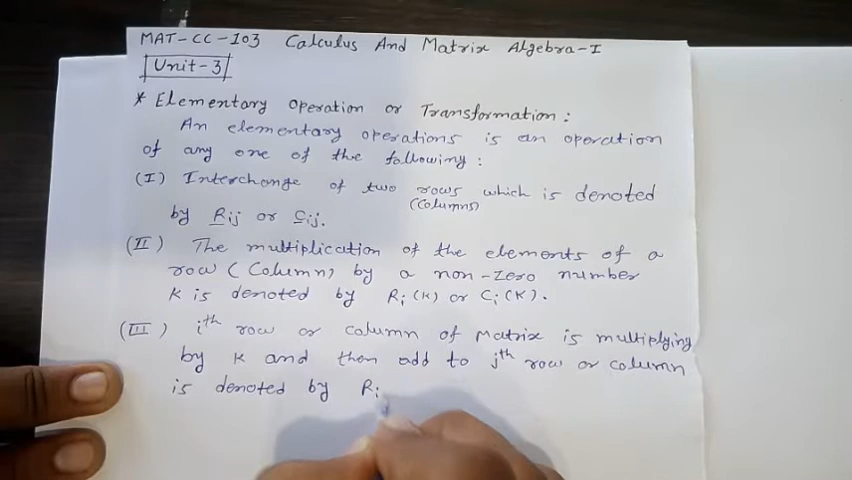 MAT-CC-103 Calculus And Matrix Algebra-I
Unit-3
* Elementary Operation or Transformation:
An elementary operations is an operation
of any one of the following:
(I) Interchange of two rows which is denoted
(Columns)
by Rij or Cij.
(II) The multiplication of the elements of a
row (Column) by a non-zero number
K is denoted by Ri(K) or Ci(K).
(III) ith row or column of Matrix is multiplying
by K and then add to jth row or column
is denoted by Ri